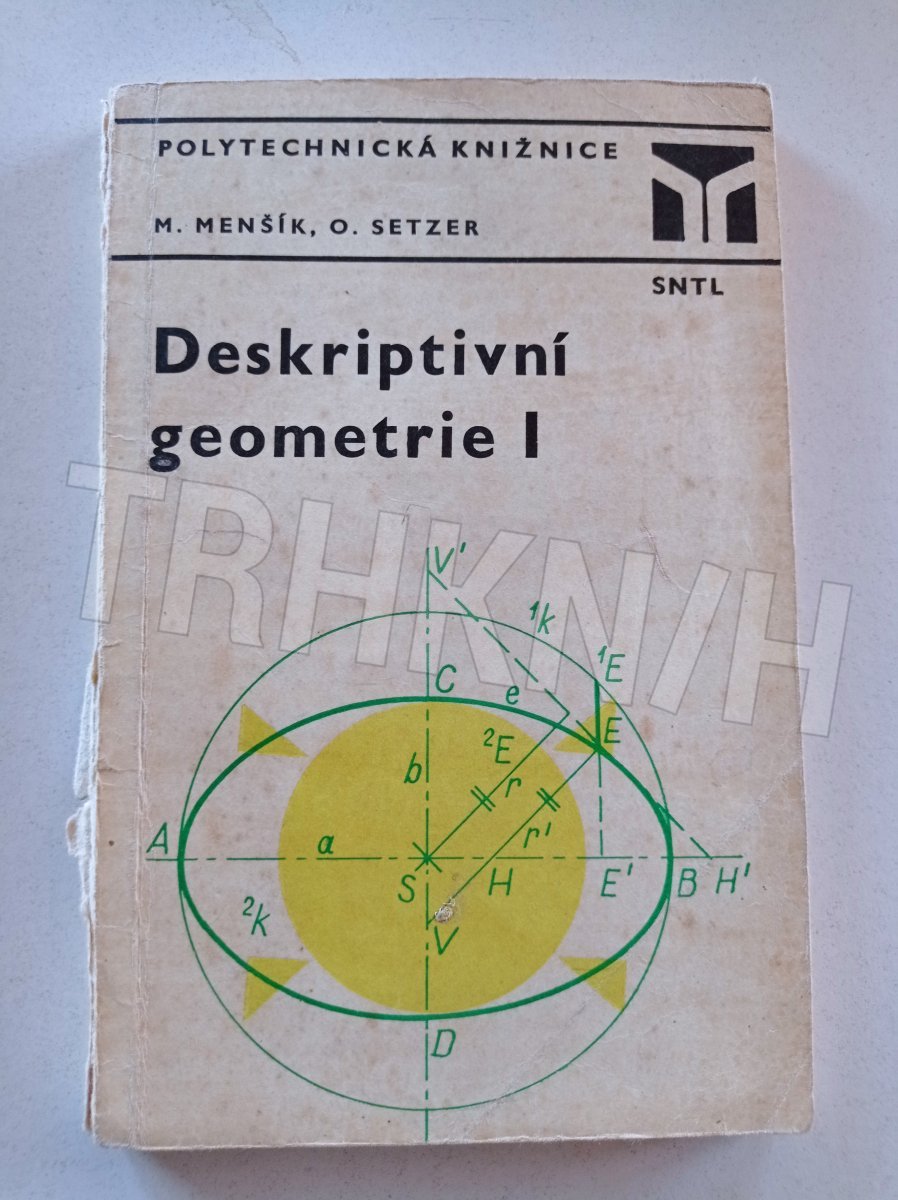 POLYTECHNICKÁ KNIŽNICE
M. MENŠÍK, O. SETZER
SNTL
Deskriptivní
geometrie I
TRHKNIH
V'
¹k
¹E
C
e
E
²E
b
r
A
a
r'
S
H
E'
B
H'
²k
V
D